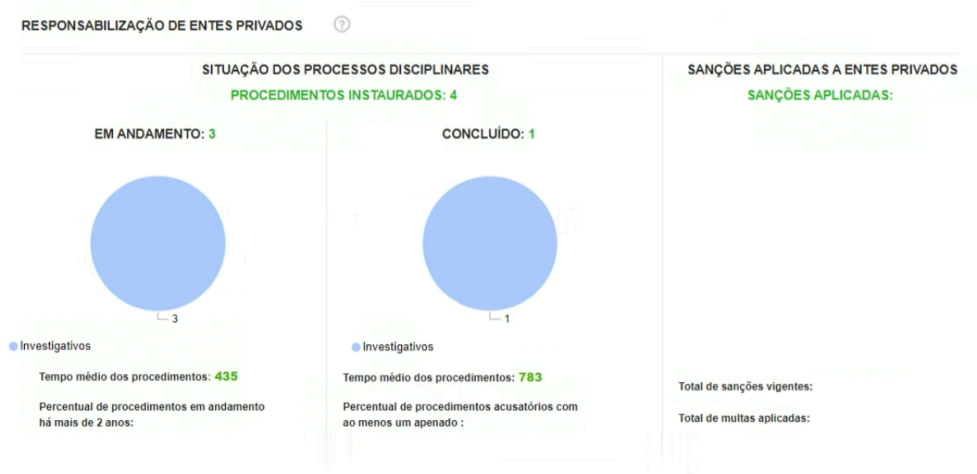 RESPONSABILIZAÇÃO DE ENTES PRIVADOS ?
SITUAÇÃO DOS PROCESSOS DISCIPLINARES
PROCEDIMENTOS INSTAURADOS: 4
EM ANDAMENTO: 3
3
Investigativos
Tempo médio dos procedimentos: 435
Percentual de procedimentos em andamento
há mais de 2 anos:
CONCLUÍDO: 1
1
Investigativos
Tempo médio dos procedimentos: 783
Percentual de procedimentos acusatórios com
ao menos um apenado :
SANÇÕES APLICADAS A ENTES PRIVADOS
SANÇÕES APLICADAS:
Total de sanções vigentes:
Total de multas aplicadas: